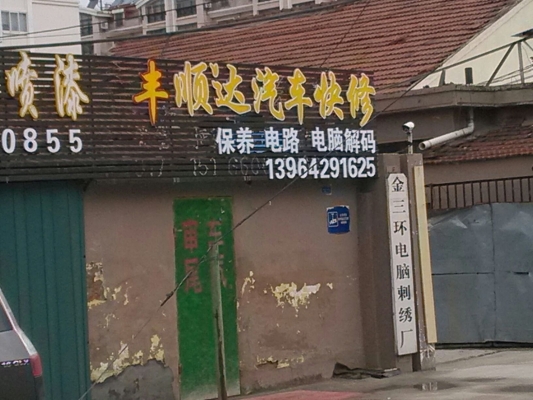 喷漆
丰顺达汽车快修
0855
保养 电路 电脑解码
13964291625
金三环电脑刺绣厂